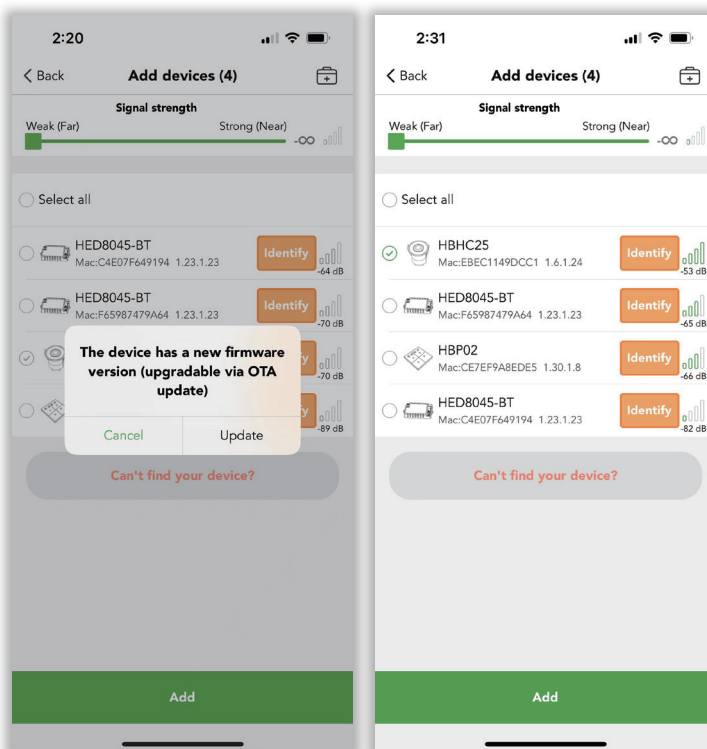 2:20
Back
Add devices (4)
Signal strength
Weak (Far)
Strong (Near)
-∞
Select all
HED8045-BT
Identify
Mac:C4E07F649194 1.23.1.23
-64 dB
HED8045-BT
Identify
Mac:F65987479A64 1.23.1.23
-70 dB
The device has a new firmware
version (upgradable via OTA
update)
y
-70 dB
Cancel
Update
y
-89 dB
Can't find your device?
Add
2:31
Back
Add devices (4)
Signal strength
Weak (Far)
Strong (Near)
-∞
Select all
HBHC25
Identify
Mac:EBEC1149DCC1 1.6.1.24
-53 dB
HED8045-BT
Identify
Mac:F65987479A64 1.23.1.23
-65 dB
HBP02
Identify
Mac:CE7EF9A8EDE5 1.30.1.8
-66 dB
HED8045-BT
Identify
Mac:C4E07F649194 1.23.1.23
-82 dB
Can't find your device?
Add